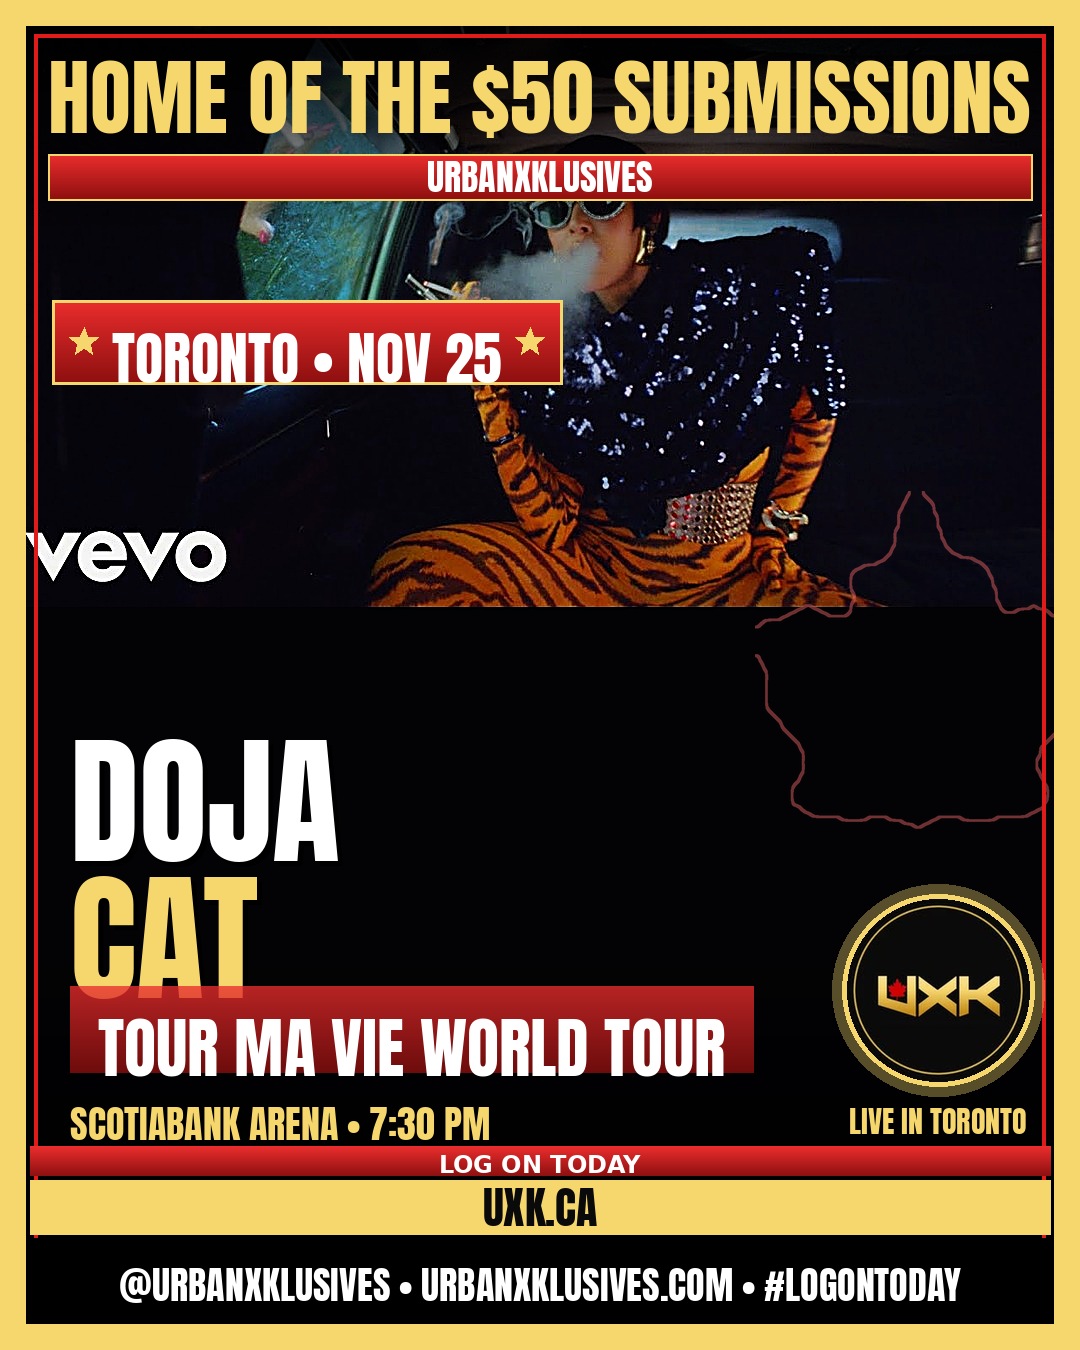 HOME OF THE $50 SUBMISSIONS
URBANXKLUSIVES
TORONTO • NOV 25
vevo
DOJA
CAT
UXK
TOUR MA VIE WORLD TOUR
SCOTIABANK ARENA • 7:30 PM
LIVE IN TORONTO
LOG ON TODAY
UXK.CA
@URBANXKLUSIVES • URBANXKLUSIVES.COM • #LOGONTODAY